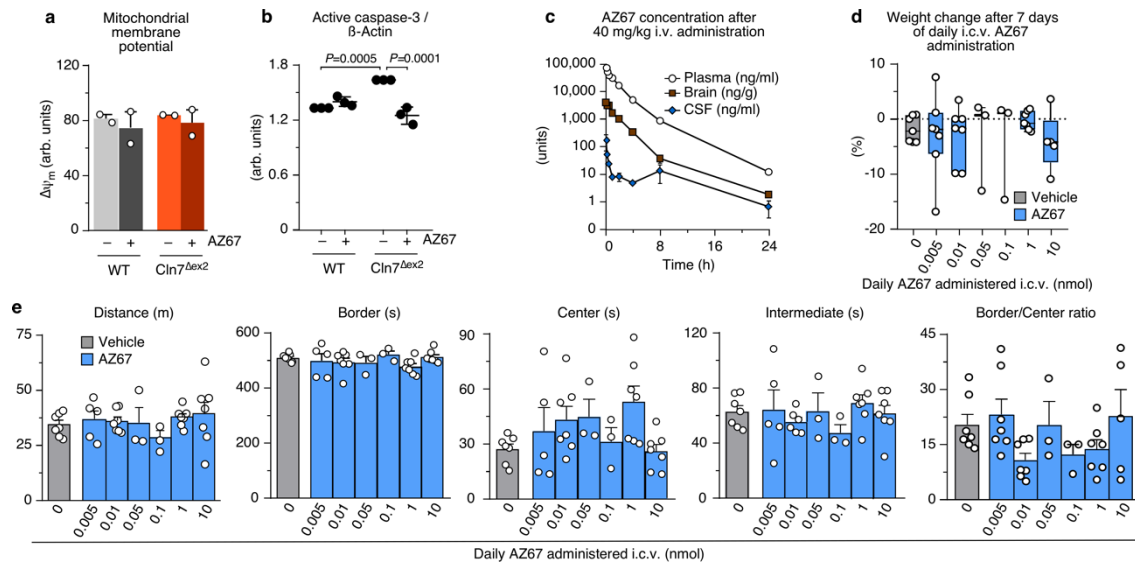 a
Mitochondrial
membrane
potential
Δψm (arb. units)
120
80
40
0
– + – + AZ67
WT Cln7Δex2
b
Active caspase-3 /
ß-Actin
P=0.0005 P=0.0001
(arb. units)
1.8
1.2
0.6
0
– + – + AZ67
WT Cln7Δex2
c
AZ67 concentration after
40 mg/kg i.v. administration
Plasma (ng/ml)
Brain (ng/g)
CSF (ng/ml)
(units)
100,000
10,000
1,000
100
10
1
0
0 8 16 24
Time (h)
d
Weight change after 7 days
of daily i.c.v. AZ67
administration
(%)
10
0
-10
-20
Vehicle
AZ67
0 0.005 0.01 0.05 0.1 1 10
Daily AZ67 administered i.c.v. (nmol)
e
Distance (m)
Vehicle
AZ67
75
50
25
0
0 0.005 0.01 0.05 0.1 1 10
Border (s)
600
400
200
0
0 0.005 0.01 0.05 0.1 1 10
Center (s)
90
60
30
0
0 0.005 0.01 0.05 0.1 1 10
Intermediate (s)
120
80
40
0
0 0.005 0.01 0.05 0.1 1 10
Border/Center ratio
45
30
15
0
0 0.005 0.01 0.05 0.1 1 10
Daily AZ67 administered i.c.v. (nmol)